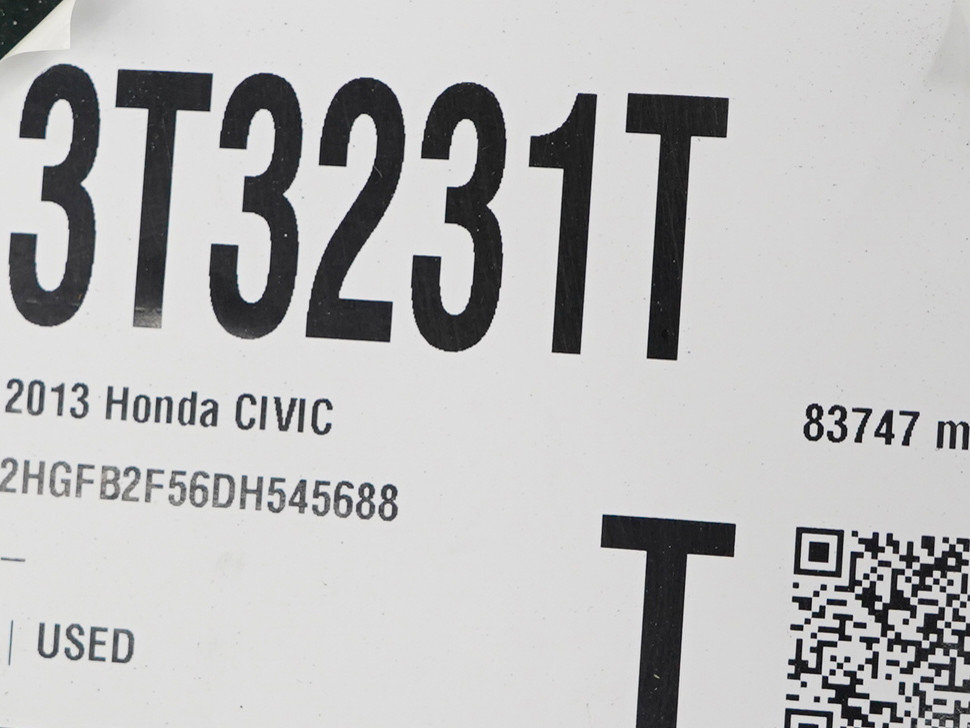 3T3231T
2013 Honda CIVIC
83747 m
2HGFB2F56DH545688
–
T
| USED